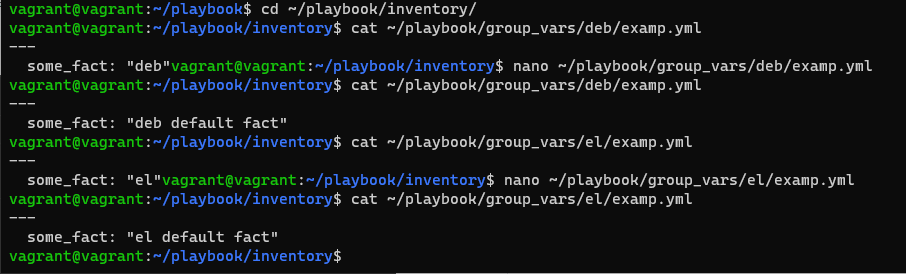 vagrant@vagrant:~/playbook$ cd ~/playbook/inventory/
vagrant@vagrant:~/playbook/inventory$ cat ~/playbook/group_vars/deb/examp.yml
---
  some_fact: "deb"vagrant@vagrant:~/playbook/inventory$ nano ~/playbook/group_vars/deb/examp.yml
vagrant@vagrant:~/playbook/inventory$ cat ~/playbook/group_vars/deb/examp.yml
---
  some_fact: "deb default fact"
vagrant@vagrant:~/playbook/inventory$ cat ~/playbook/group_vars/el/examp.yml
---
  some_fact: "el"vagrant@vagrant:~/playbook/inventory$ nano ~/playbook/group_vars/el/examp.yml
vagrant@vagrant:~/playbook/inventory$ cat ~/playbook/group_vars/el/examp.yml
---
  some_fact: "el default fact"
vagrant@vagrant:~/playbook/inventory$